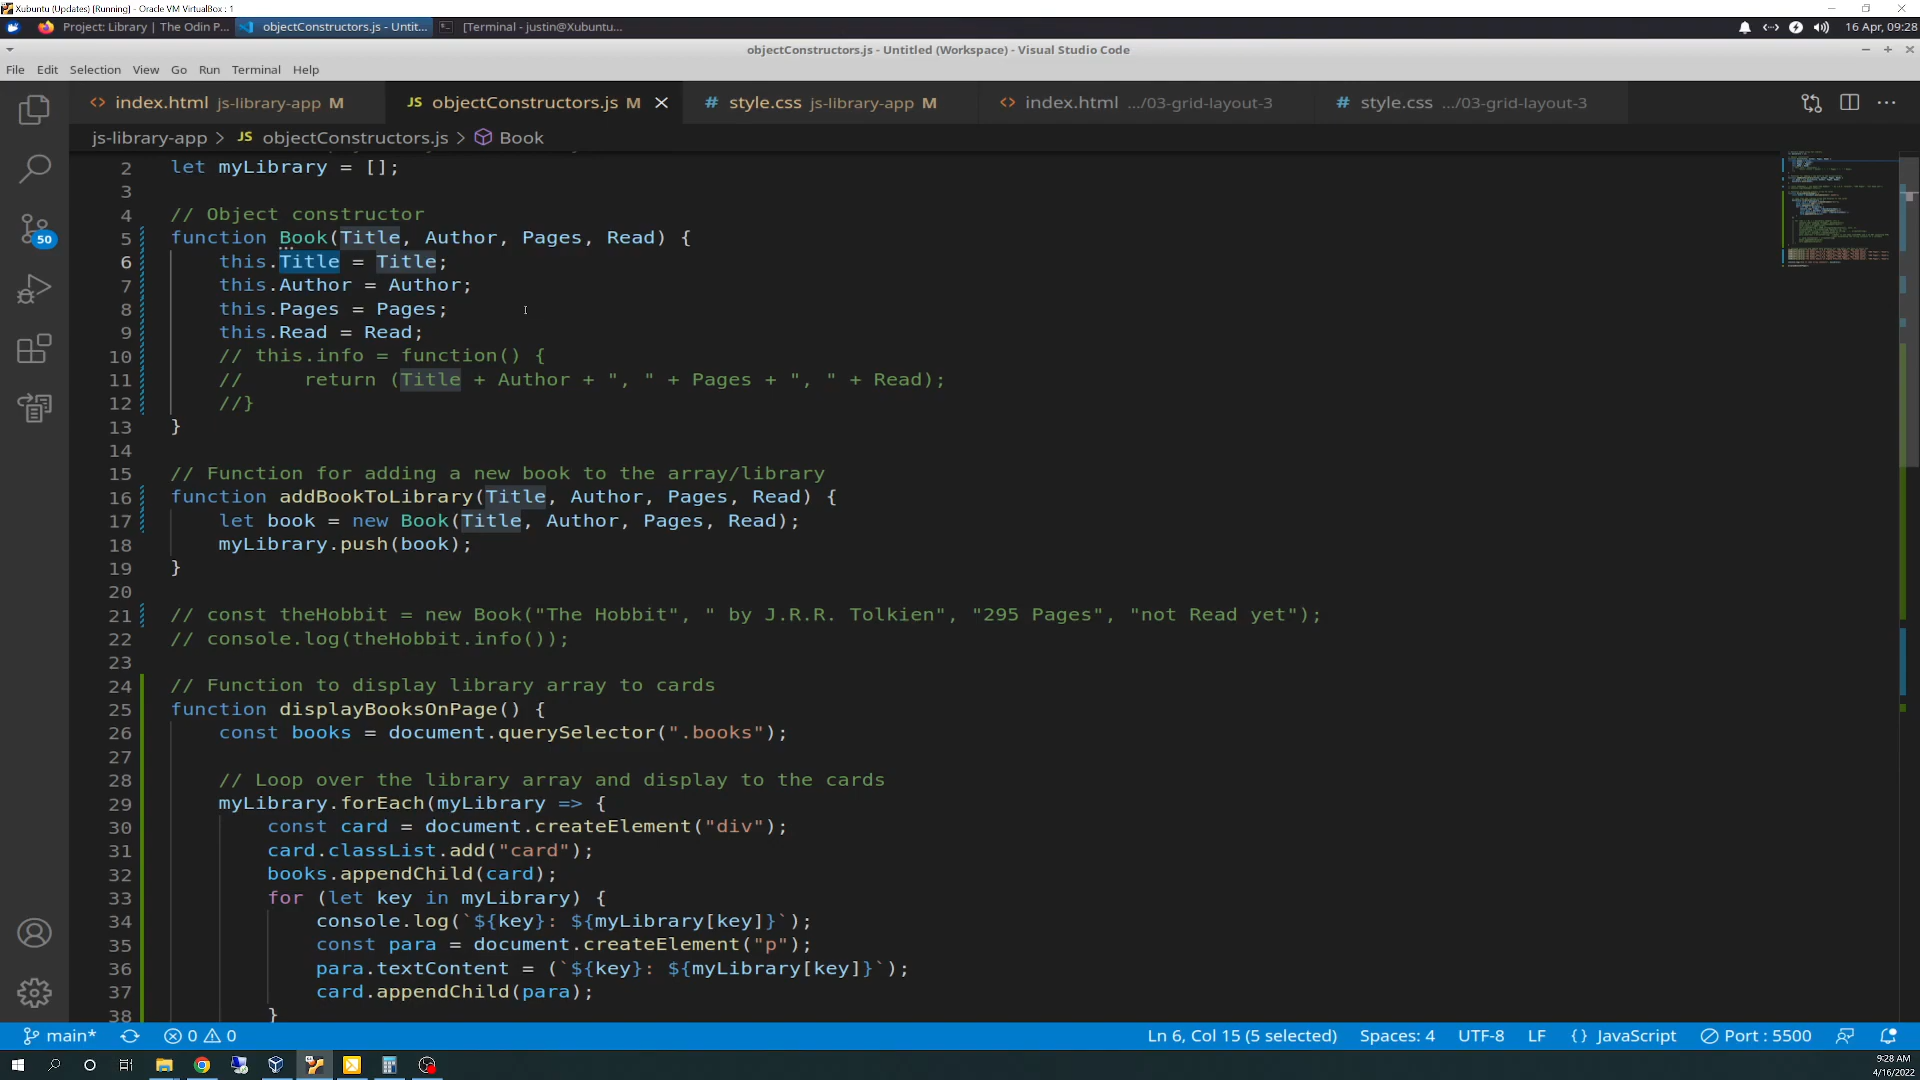 Xubuntu (Updates) [Running] - Oracle VM VirtualBox : 1
Project: Library | The Odin P...
objectConstructors.js - Untit...
[Terminal - justin@Xubuntu...
16 Apr, 09:28
objectConstructors.js - Untitled (Workspace) - Visual Studio Code
File Edit Selection View Go Run Terminal Help
<> index.html js-library-app M
JS objectConstructors.js M
# style.css js-library-app M
<> index.html .../03-grid-layout-3
# style.css .../03-grid-layout-3
js-library-app > JS objectConstructors.js > Book
2 let myLibrary = [];
3
4 // Object constructor
5 function Book(Title, Author, Pages, Read) {
6 this.Title = Title;
7 this.Author = Author;
8 this.Pages = Pages;
9 this.Read = Read;
10 // this.info = function() {
11 //     return (Title + Author + ", " + Pages + ", " + Read);
12 //}
13 }
14
15 // Function for adding a new book to the array/library
16 function addBookToLibrary(Title, Author, Pages, Read) {
17 let book = new Book(Title, Author, Pages, Read);
18 myLibrary.push(book);
19 }
20
21 // const theHobbit = new Book("The Hobbit", " by J.R.R. Tolkien", "295 Pages", "not Read yet");
22 // console.log(theHobbit.info());
23
24 // Function to display library array to cards
25 function displayBooksOnPage() {
26 const books = document.querySelector(".books");
27
28 // Loop over the library array and display to the cards
29 myLibrary.forEach(myLibrary => {
30 const card = document.createElement("div");
31 card.classList.add("card");
32 books.appendChild(card);
33 for (let key in myLibrary) {
34 console.log(`${key}: ${myLibrary[key]}`);
35 const para = document.createElement("p");
36 para.textContent = (`${key}: ${myLibrary[key]}`);
37 card.appendChild(para);
38 }
50
main* 0 0 Ln 6, Col 15 (5 selected) Spaces: 4 UTF-8 LF {} JavaScript Port : 5500
9:28 AM
4/16/2022